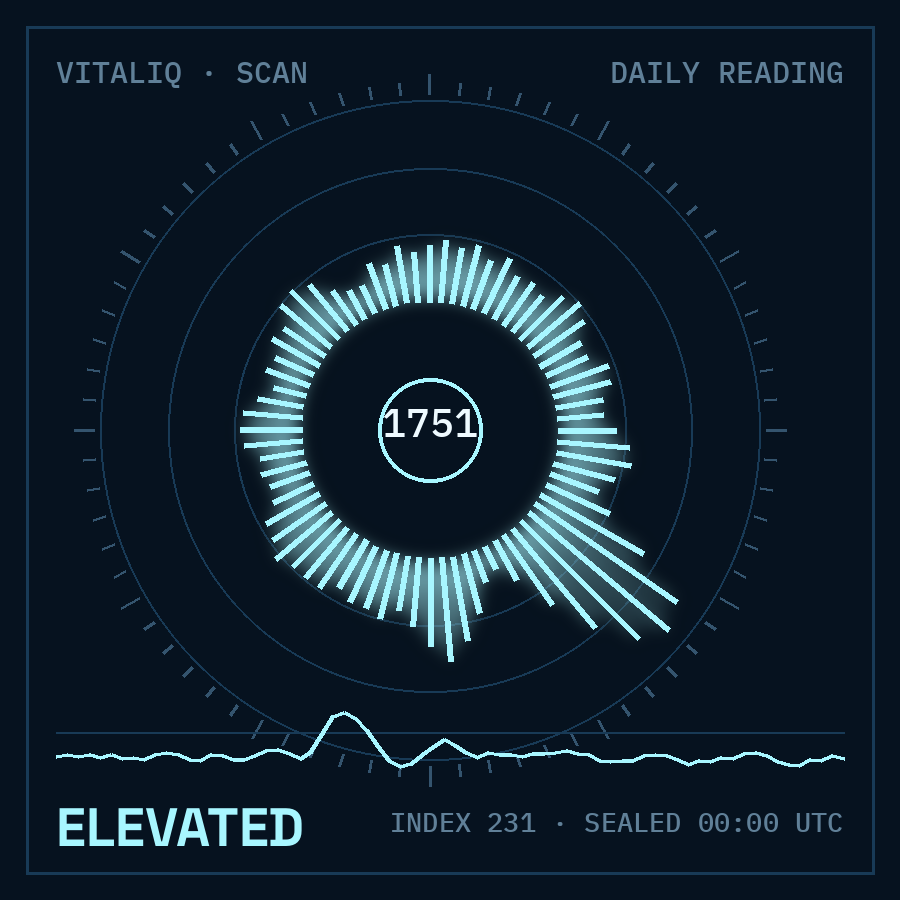 VITALIQ · SCAN
DAILY READING
1751
ELEVATED
INDEX 231 · SEALED 00:00 UTC